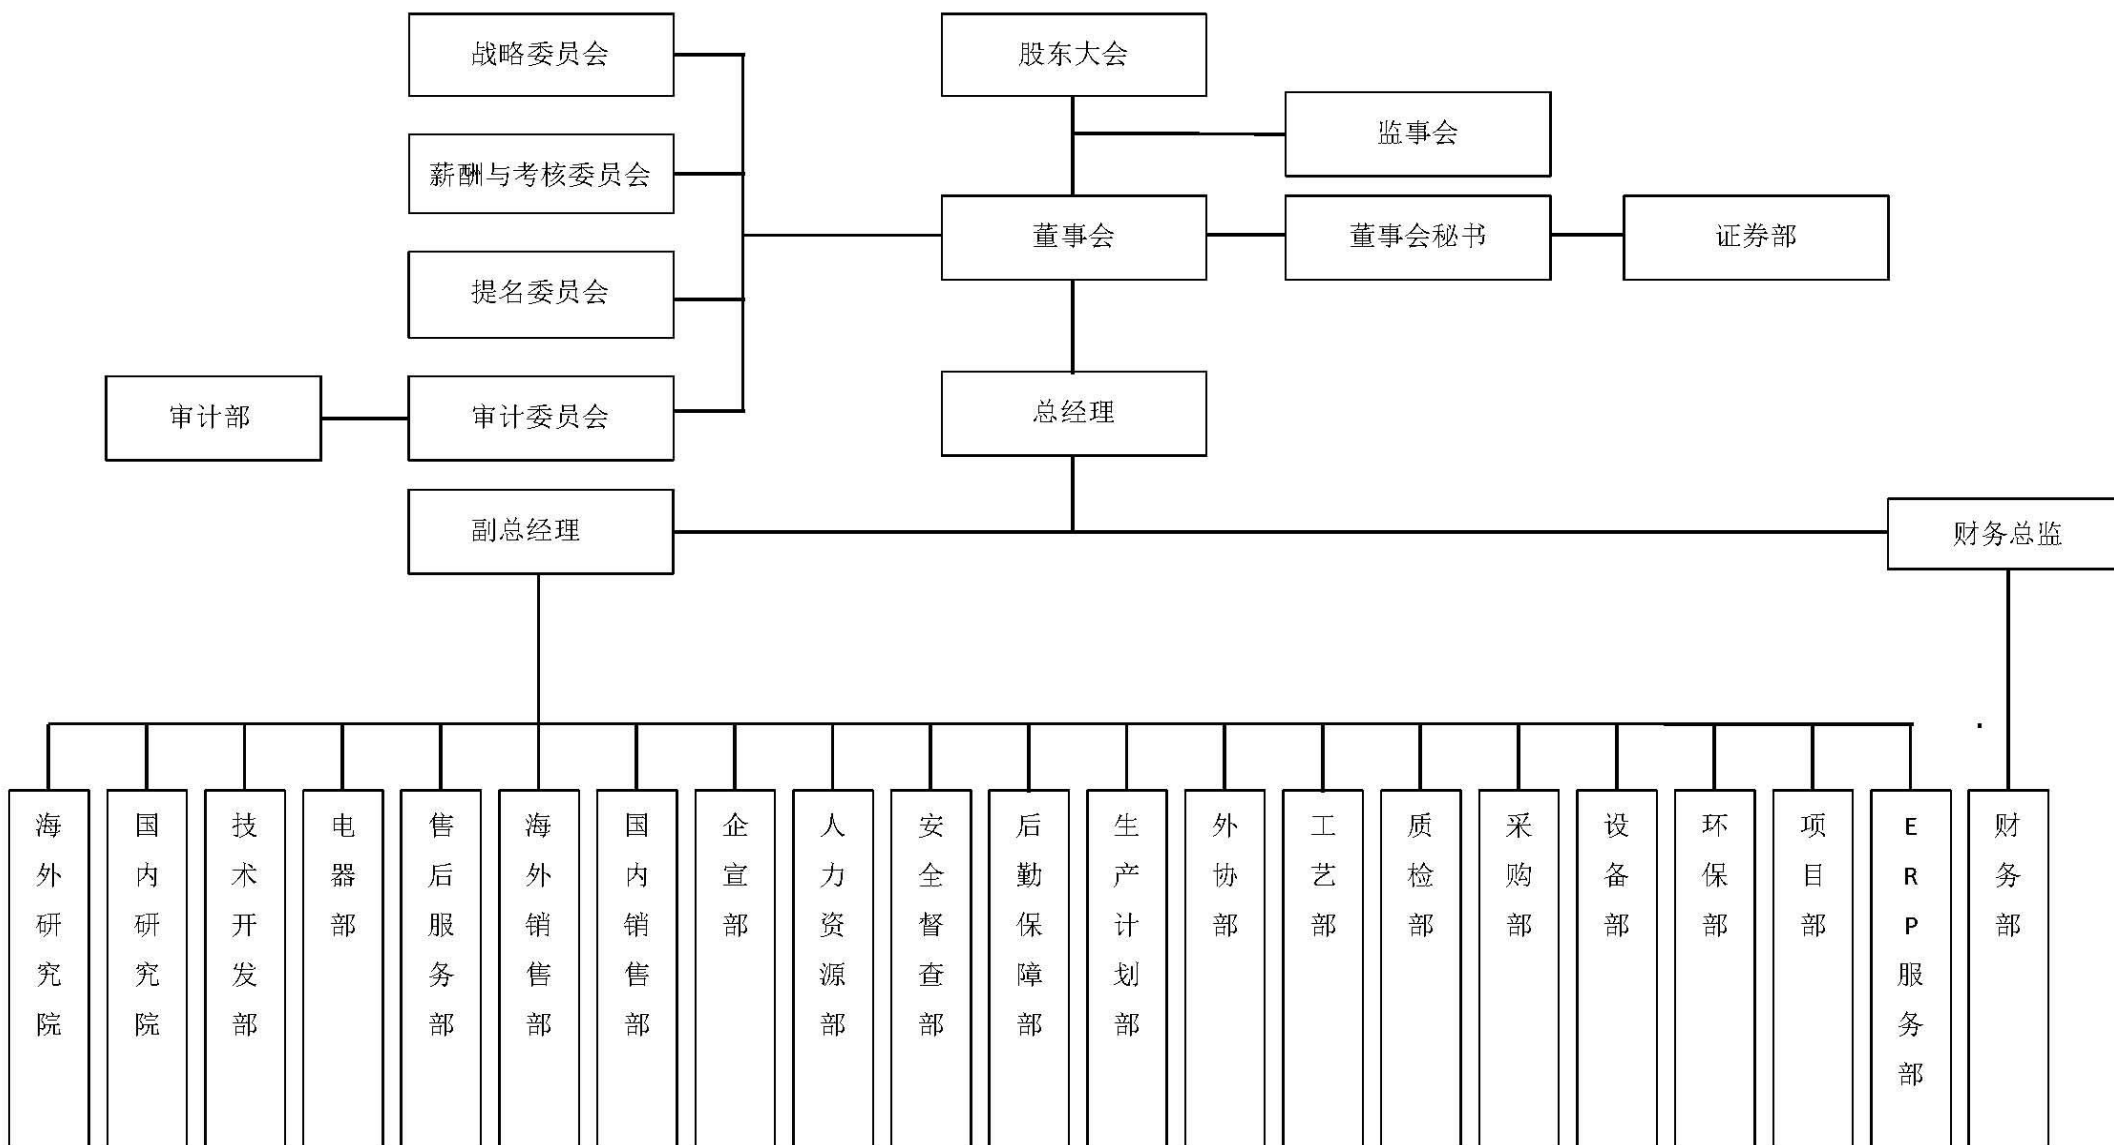 战略委员会
股东大会
监事会
薪酬与考核委员会
董事会
董事会秘书
证券部
提名委员会
审计部
审计委员会
总经理
副总经理
财务总监
海外研究院
国内研究院
技术开发部
电器部
售后服务部
海外销售部
国内销售部
企宣部
人力资源部
安全督查部
后勤保障部
生产计划部
外协部
工艺部
质检部
采购部
设备部
环保部
项目部
ERP服务部
财务部